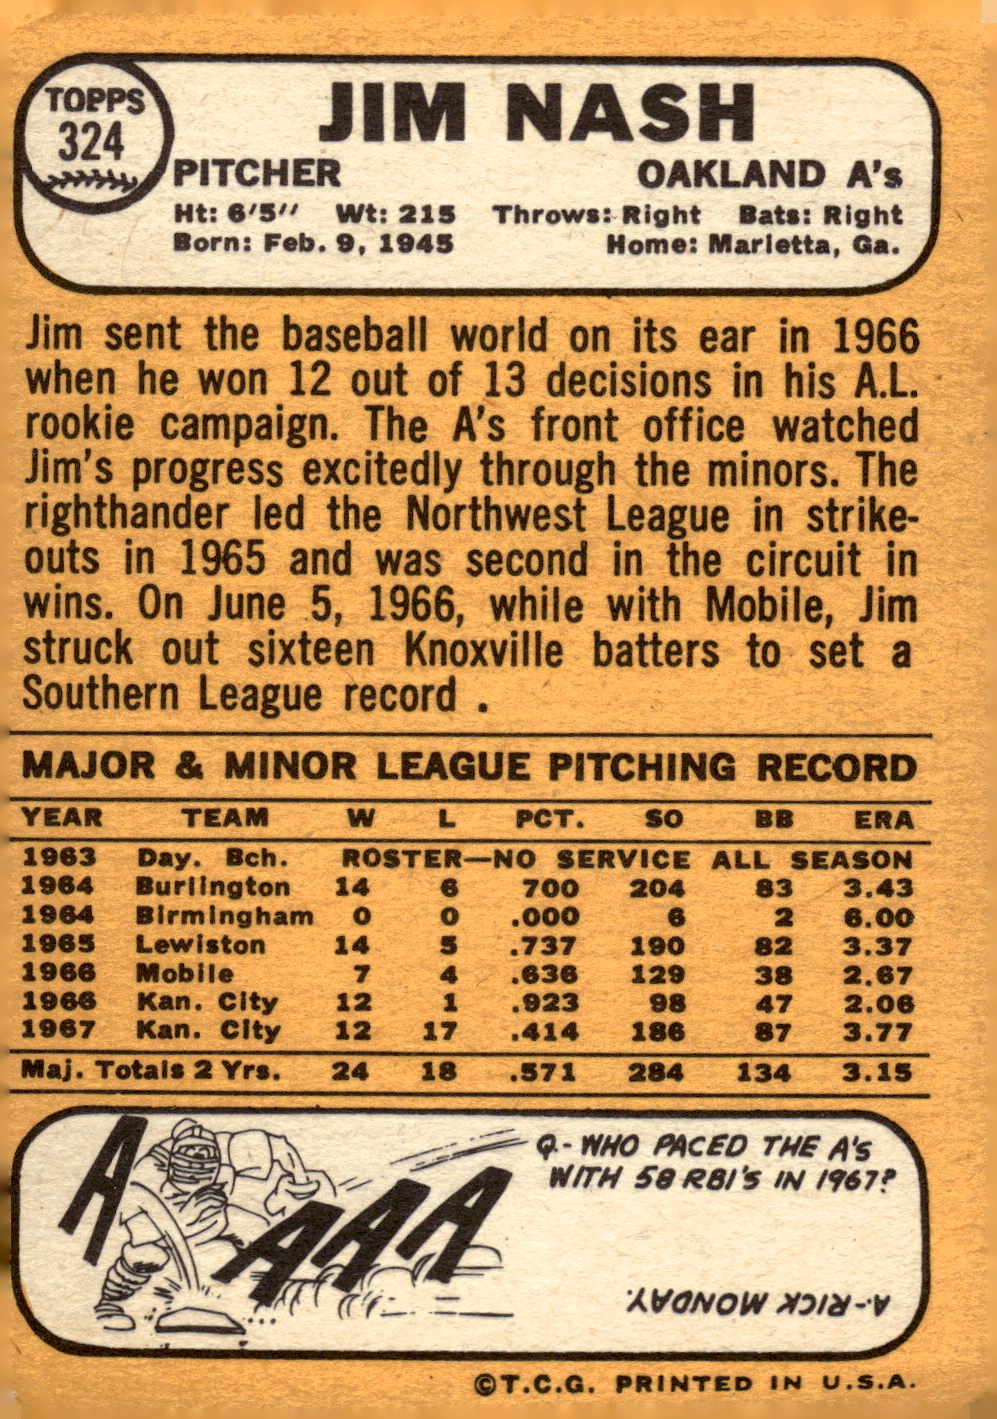 TOPPS
324
JIM NASH
PITCHER OAKLAND A's
Ht: 6'5" Wt: 215 Throws: Right Bats: Right
Born: Feb. 9, 1945 Home: Marietta, Ga.
Jim sent the baseball world on its ear in 1966
when he won 12 out of 13 decisions in his A.L.
rookie campaign. The A's front office watched
Jim's progress excitedly through the minors. The
righthander led the Northwest League in strike-
outs in 1965 and was second in the circuit in
wins. On June 5, 1966, while with Mobile, Jim
struck out sixteen Knoxville batters to set a
Southern League record .
MAJOR & MINOR LEAGUE PITCHING RECORD
YEAR TEAM W L PCT. SO BB ERA
1963 Day. Bch. ROSTER—NO SERVICE ALL SEASON
1964 Burlington 14 6 700 204 83 3.43
1964 Birmingham 0 0 .000 6 2 6.00
1965 Lewiston 14 5 .737 190 82 3.37
1966 Mobile 7 4 .636 129 38 2.67
1966 Kan. City 12 1 .923 98 47 2.06
1967 Kan. City 12 17 .414 186 87 3.77
Maj. Totals 2 Yrs. 24 18 .571 284 134 3.15
A AAA
Q.- WHO PACED THE A's
WITH 58 RBI'S IN 1967?
A.- RICK MONDAY.
©T.C.G. PRINTED IN U.S.A.